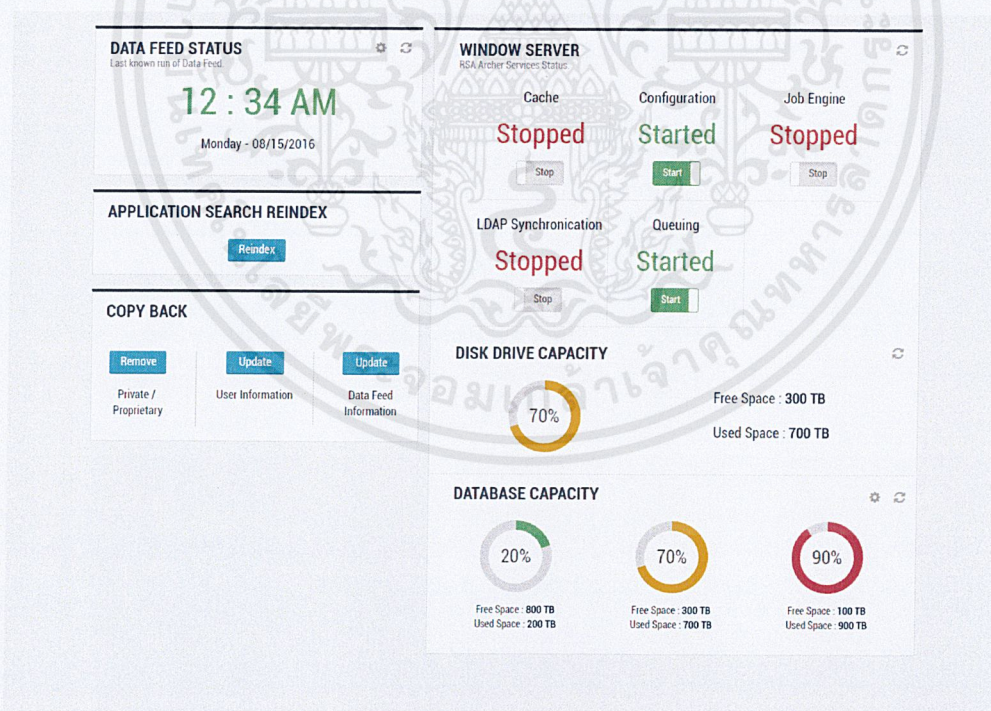 DATA FEED STATUS
Last known run of Data Feed.
12 : 34 AM
Monday - 08/15/2016
APPLICATION SEARCH REINDEX
Reindex
COPY BACK
Remove
Update
Update
Private /
Proprietary
User Information
Data Feed
Information
WINDOW SERVER
RSA Archer Services Status.
Cache
Configuration
Job Engine
Stopped
Started
Stopped
Stop
Start
Stop
LDAP Synchronication
Queuing
Stopped
Started
Stop
Start
DISK DRIVE CAPACITY
70%
Free Space : 300 TB
Used Space : 700 TB
DATABASE CAPACITY
20%
70%
90%
Free Space : 800 TB
Used Space : 200 TB
Free Space : 300 TB
Used Space : 700 TB
Free Space : 100 TB
Used Space : 900 TB